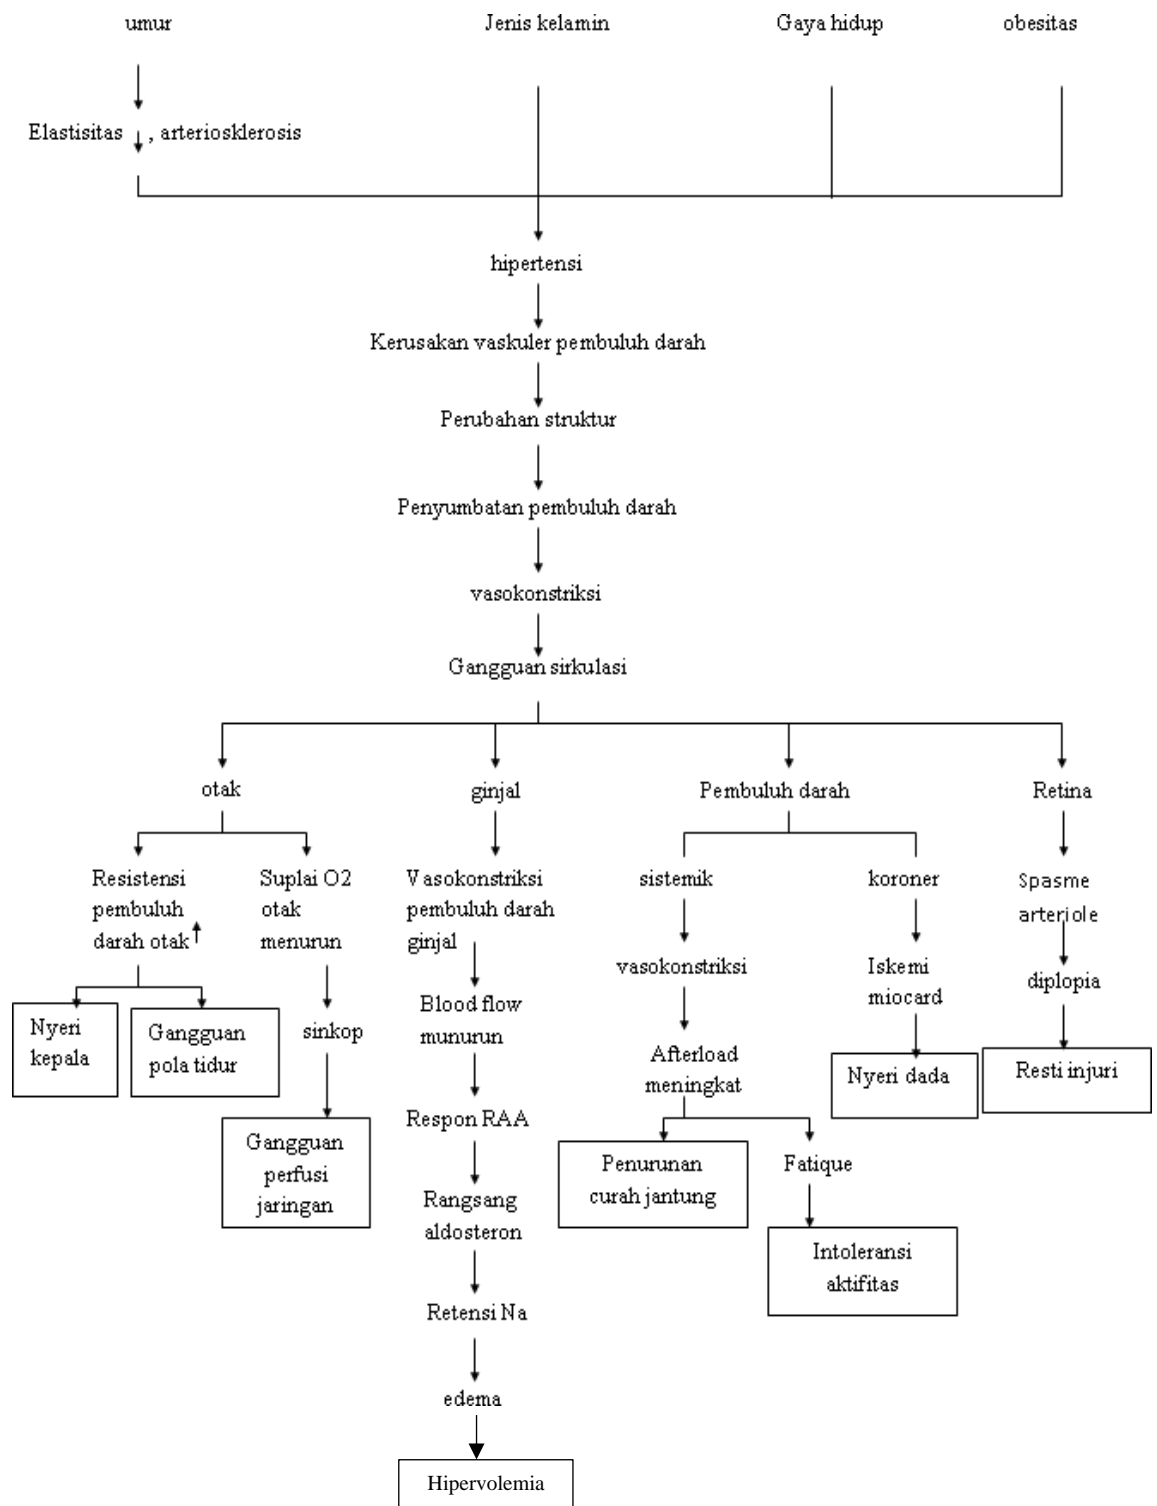 umur
Jenis kelamin
Gaya hidup
obesitas
Elastisitas ↓, arteriosklerosis
hipertensi
Kerusakan vaskuler pembuluh darah
Perubahan struktur
Penyumbatan pembuluh darah
vasokonstriksi
Gangguan sirkulasi
otak
ginjal
Pembuluh darah
Retina
Resistensi
pembuluh
darah otak ↑
Suplai O2
otak
menurun
Vasokonstriksi
pembuluh darah
ginjal
sistemik
koroner
Spasme
arteriole
vasokonstriksi
Iskemi
miocard
diplopia
Nyeri
kepala
Gangguan
pola tidur
sinkop
Blood flow
munurun
Afterload
meningkat
Nyeri dada
Resti injuri
Gangguan
perfusi
jaringan
Respon RAA
Penurunan
curah jantung
Fatique
Rangsang
aldosteron
Intoleransi
aktifitas
Retensi Na
edema
Hipervolemia